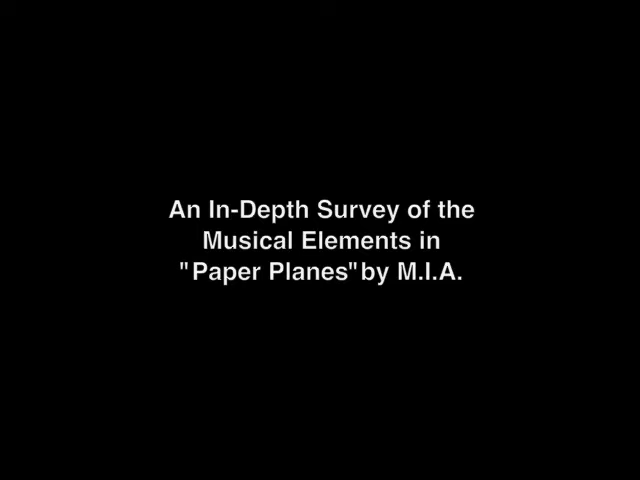 An In-Depth Survey of the
Musical Elements in
"Paper Planes"by M.I.A.